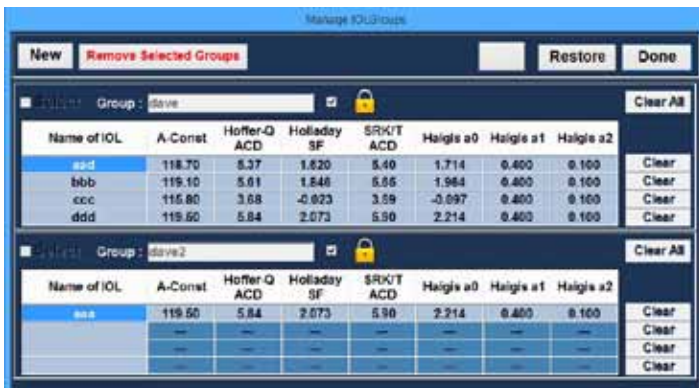 Manage IOLGroups
New Remove Selected Groups Restore Done
Select Group : dave Clear All
Name of IOL A-Const Hoffer-Q ACD Holladay SF SRK/T ACD Haigis a0 Haigis a1 Haigis a2
118.70 5.37 1.620 5.40 1.714 0.400 0.100 Clear
bbb 119.10 5.61 1.846 5.65 1.964 0.400 0.100 Clear
ccc 115.80 3.68 -0.023 3.59 -0.097 0.400 0.100 Clear
ddd 119.50 5.84 2.073 5.90 2.214 0.400 0.100 Clear
Select Group : dave2 Clear All
Name of IOL A-Const Hoffer-Q ACD Holladay SF SRK/T ACD Haigis a0 Haigis a1 Haigis a2
aaa 119.50 5.84 2.073 5.90 2.214 0.400 0.100 Clear
--- --- --- --- --- --- --- Clear
--- --- --- --- --- --- --- Clear
--- --- --- --- --- --- --- Clear